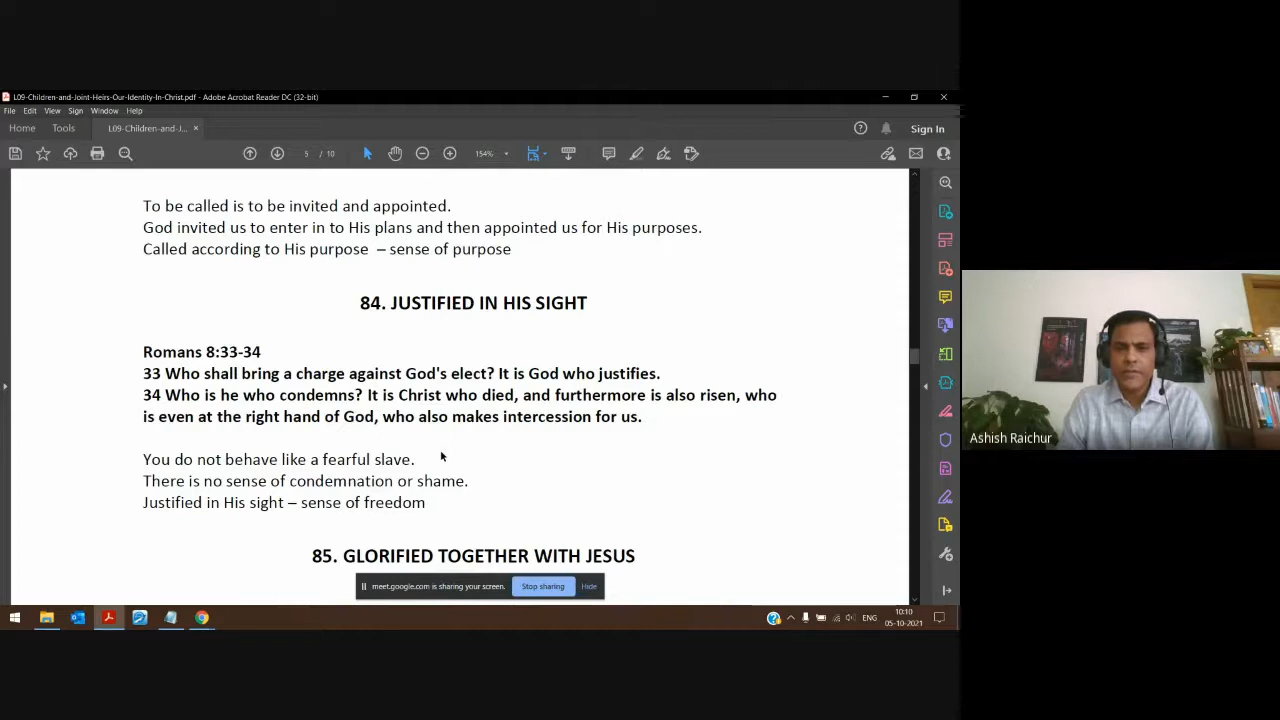 L09-Children-and-Joint-Heirs-Our-Identity-In-Christ.pdf - Adobe Acrobat Reader DC (32-bit)
File Edit View Sign Window Help
Home Tools L09-Children-and-J... × Sign In
5 / 10 154%
To be called is to be invited and appointed.
God invited us to enter in to His plans and then appointed us for His purposes.
Called according to His purpose – sense of purpose
84. JUSTIFIED IN HIS SIGHT
Romans 8:33-34
33 Who shall bring a charge against God's elect? It is God who justifies.
34 Who is he who condemns? It is Christ who died, and furthermore is also risen, who
is even at the right hand of God, who also makes intercession for us.
You do not behave like a fearful slave.
There is no sense of condemnation or shame.
Justified in His sight – sense of freedom
85. GLORIFIED TOGETHER WITH JESUS
meet.google.com is sharing your screen. Stop sharing Hide
Ashish Raichur
ENG 10:10
05-10-2021